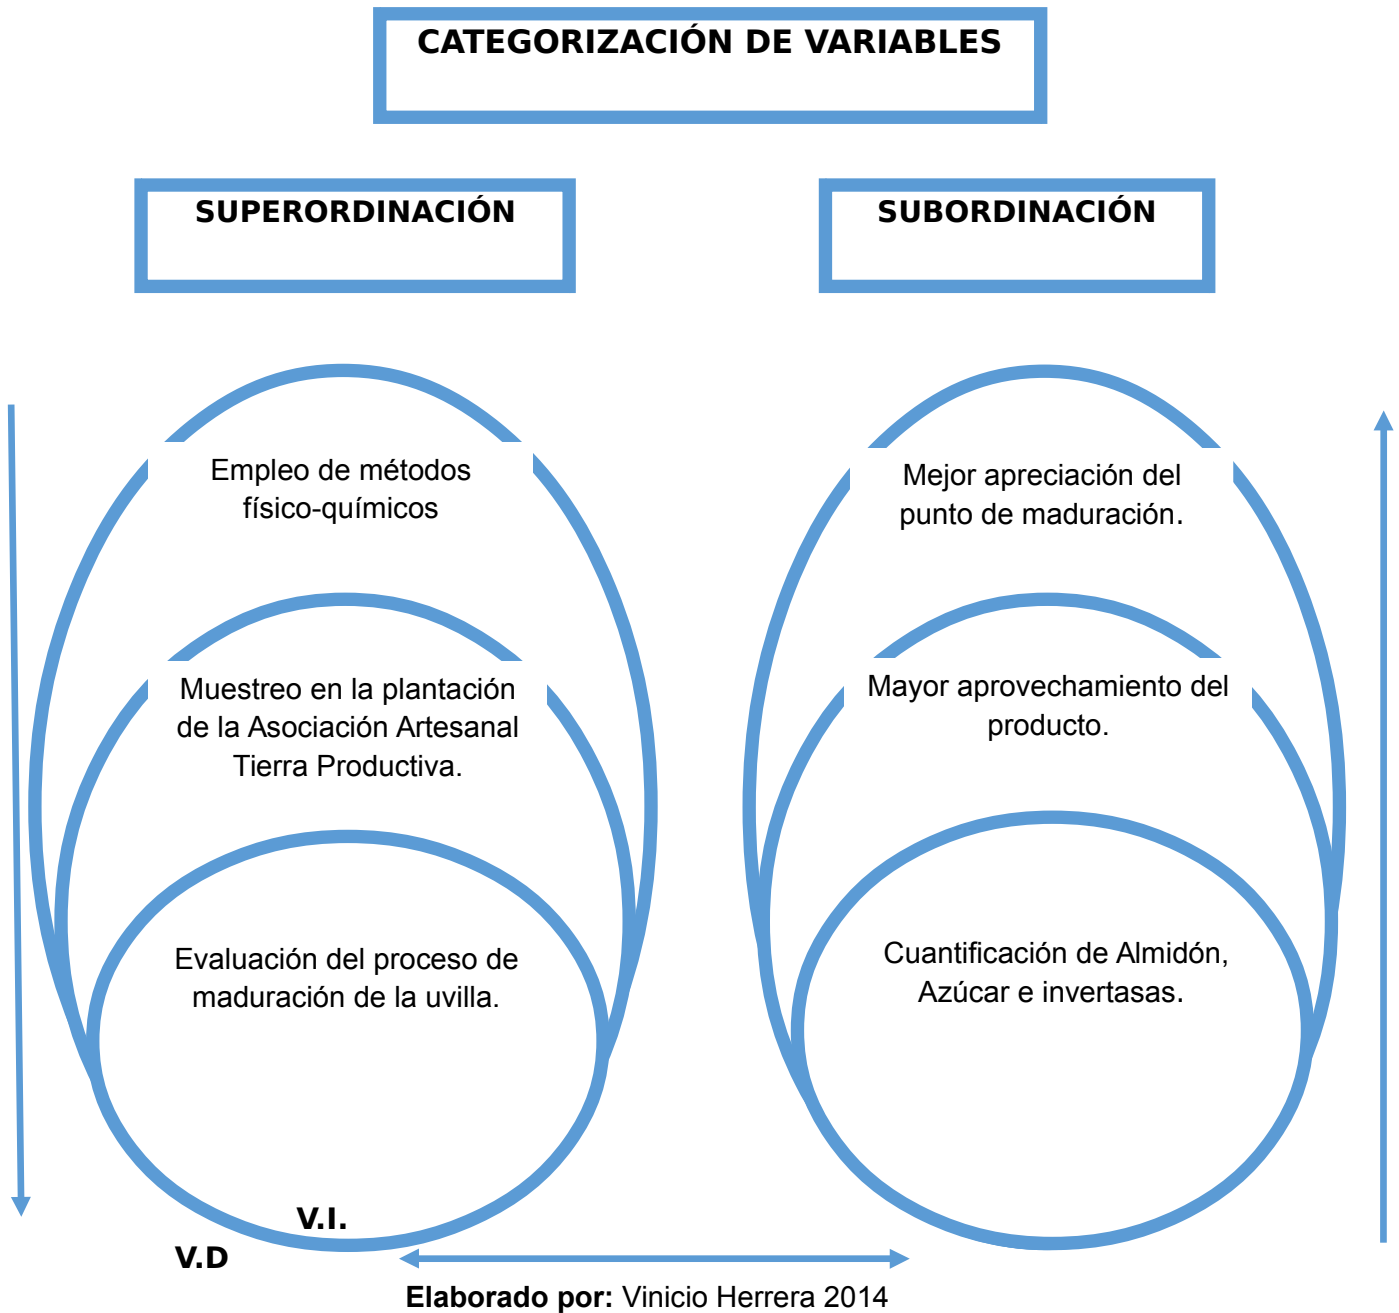 CATEGORIZACIÓN DE VARIABLES
SUPERORDINACIÓN
SUBORDINACIÓN
Empleo de métodos
físico-químicos
Muestreo en la plantación
de la Asociación Artesanal
Tierra Productiva.
Evaluación del proceso de
maduración de la uvilla.
Mejor apreciación del
punto de maduración.
Mayor aprovechamiento del
producto.
Cuantificación de Almidón,
Azúcar e invertasas.
V.I.
V.D
Elaborado por: Vinicio Herrera 2014